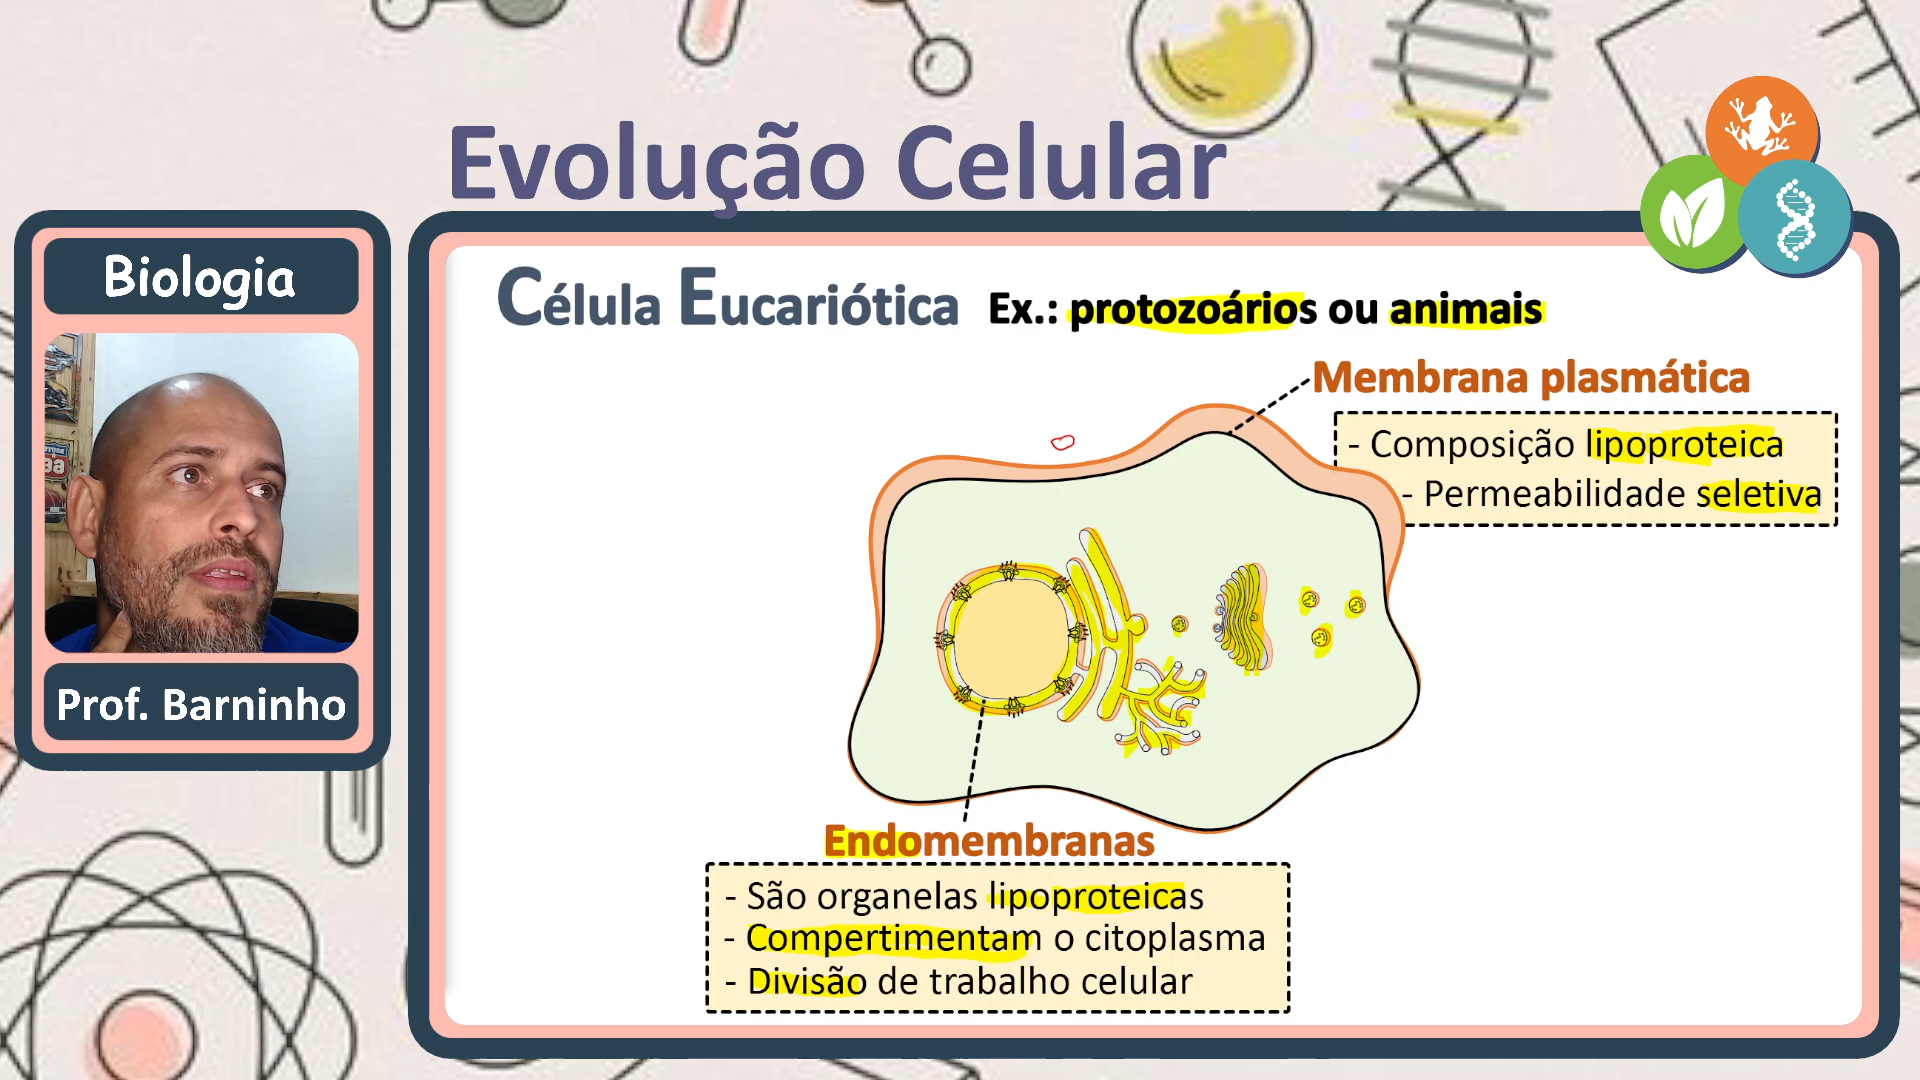 Evolução Celular
Biologia
Prof. Barninho
Célula Eucariótica Ex.: protozoários ou animais
Membrana plasmática
- Composição lipoproteica
- Permeabilidade seletiva
Endomembranas
- São organelas lipoproteicas
- Compertimentam o citoplasma
- Divisão de trabalho celular